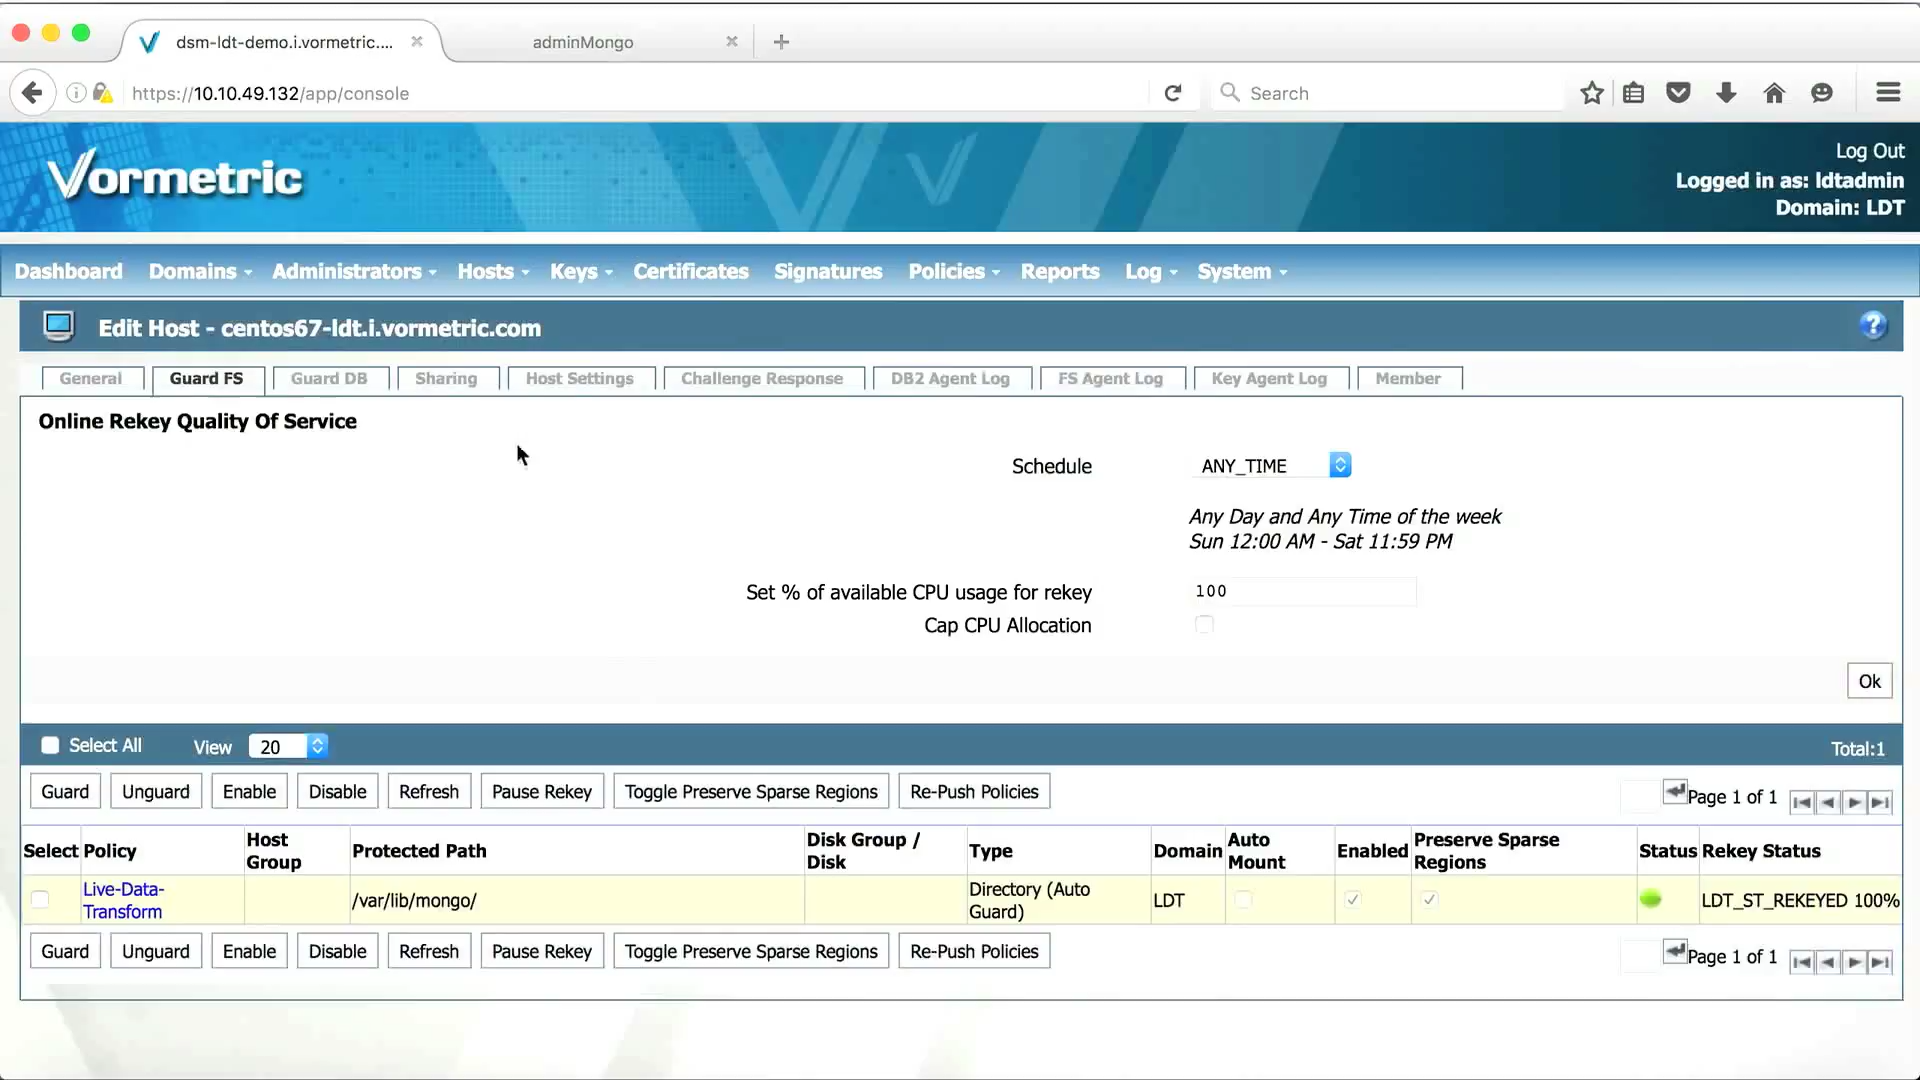 dsm-ldt-demo.i.vormetric....
adminMongo
https://10.10.49.132/app/console
Search
Vormetric
Log Out
Logged in as: ldtadmin
Domain: LDT
Dashboard Domains Administrators Hosts Keys Certificates Signatures Policies Reports Log System
Edit Host - centos67-ldt.i.vormetric.com
?
General Guard FS Guard DB Sharing Host Settings Challenge Response DB2 Agent Log FS Agent Log Key Agent Log Member
Online Rekey Quality Of Service
Schedule ANY_TIME
Any Day and Any Time of the week
Sun 12:00 AM - Sat 11:59 PM
Set % of available CPU usage for rekey 100
Cap CPU Allocation
Ok
Select All View 20 Total:1
Guard Unguard Enable Disable Refresh Pause Rekey Toggle Preserve Sparse Regions Re-Push Policies Page 1 of 1
Select Policy Host Group Protected Path Disk Group / Disk Type Domain Auto Mount Enabled Preserve Sparse Regions Status Rekey Status
Live-Data-Transform /var/lib/mongo/ Directory (Auto Guard) LDT LDT_ST_REKEYED 100%
Guard Unguard Enable Disable Refresh Pause Rekey Toggle Preserve Sparse Regions Re-Push Policies Page 1 of 1